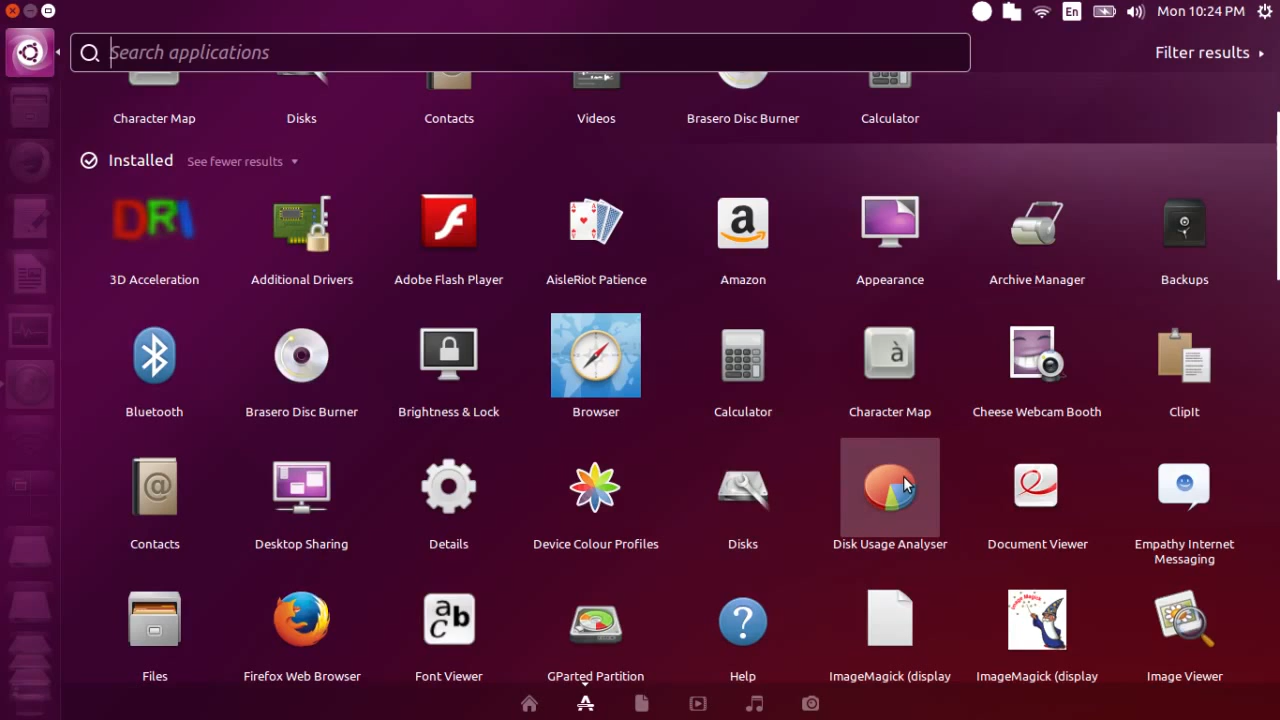 En
Mon 10:24 PM
Search applications
Filter results
Character Map
Disks
Contacts
Videos
Brasero Disc Burner
Calculator
Installed
See fewer results
DRI
a
3D Acceleration
Additional Drivers
Adobe Flash Player
AisleRiot Patience
Amazon
Appearance
Archive Manager
Backups
à
Bluetooth
Brasero Disc Burner
Brightness & Lock
Browser
Calculator
Character Map
Cheese Webcam Booth
ClipIt
@
Contacts
Desktop Sharing
Details
Device Colour Profiles
Disks
Disk Usage Analyser
Document Viewer
Empathy Internet
Messaging
a b
c
?
Image Magick
Files
Firefox Web Browser
Font Viewer
GParted Partition
Help
ImageMagick (display
ImageMagick (display
Image Viewer